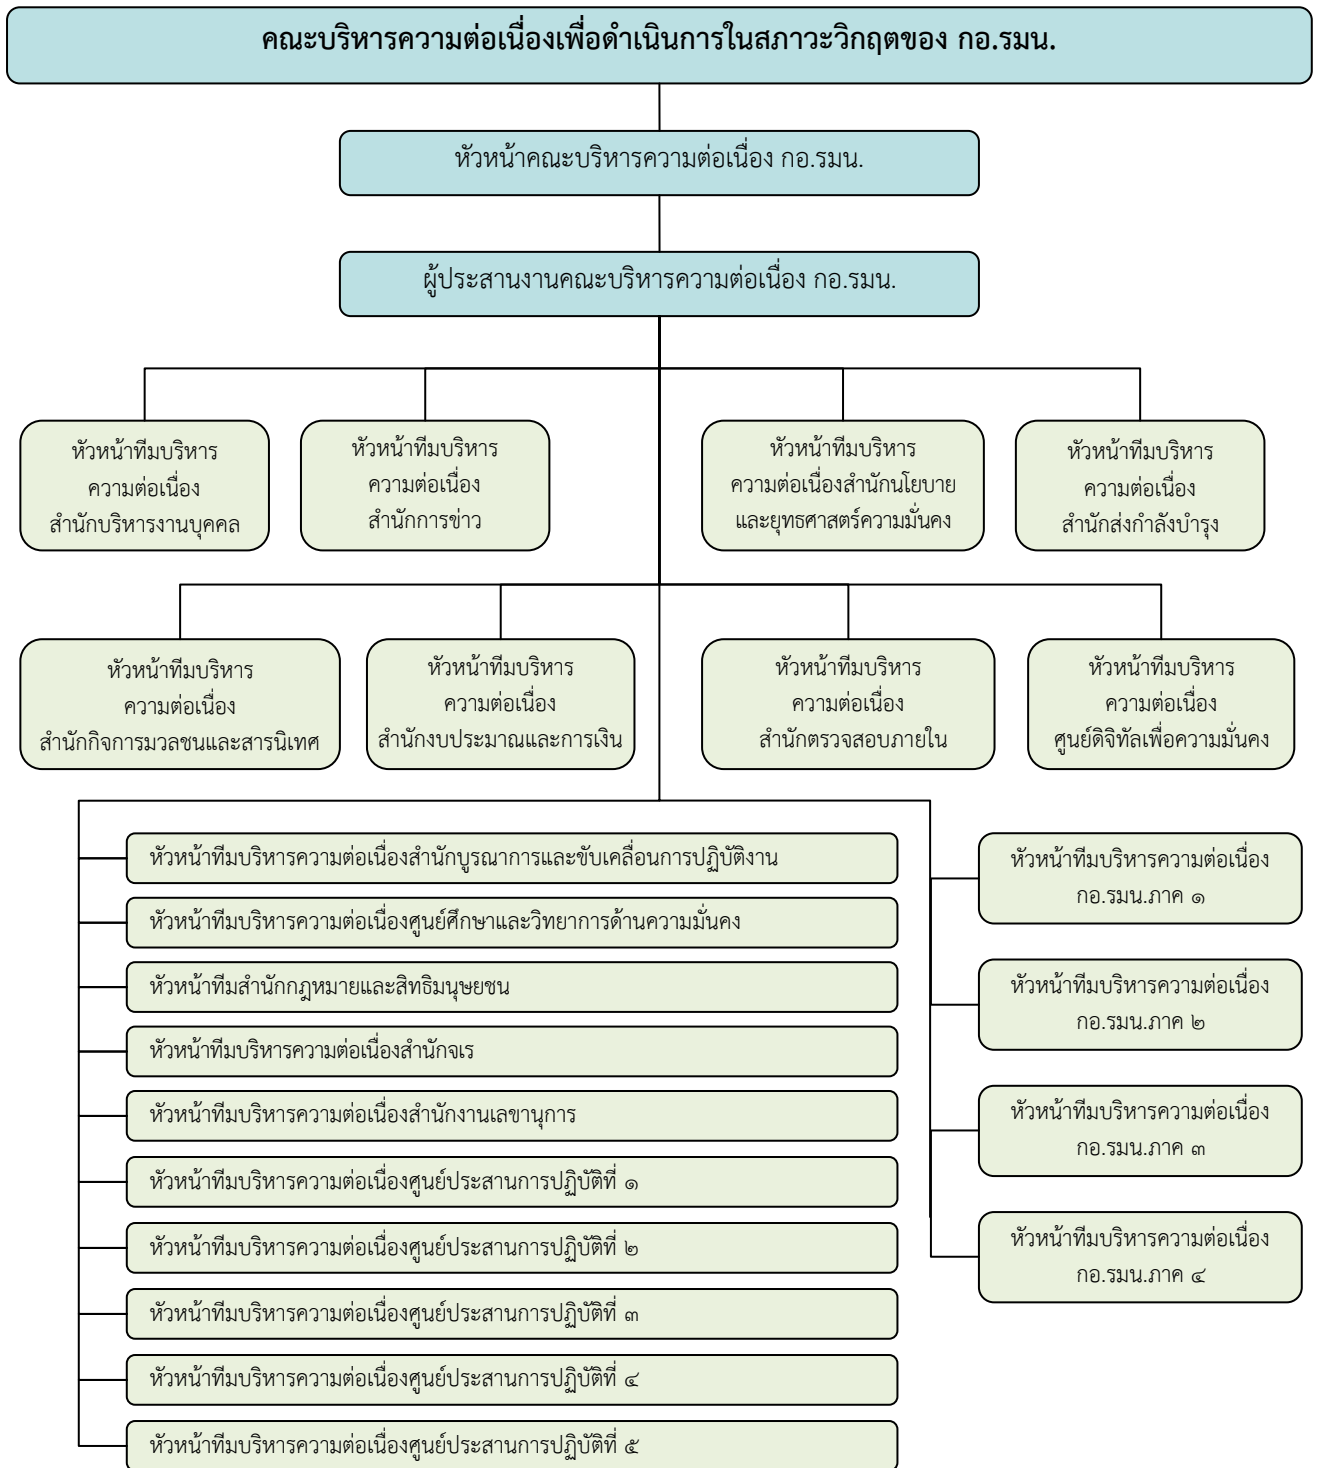 คณะบริหารความต่อเนื่องเพื่อดำเนินการในสภาวะวิกฤตของ กอ.รมน.
หัวหน้าคณะบริหารความต่อเนื่อง กอ.รมน.
ผู้ประสานงานคณะบริหารความต่อเนื่อง กอ.รมน.
หัวหน้าทีมบริหาร
ความต่อเนื่อง
สำนักบริหารงานบุคคล
หัวหน้าทีมบริหาร
ความต่อเนื่อง
สำนักการข่าว
หัวหน้าทีมบริหาร
ความต่อเนื่องสำนักนโยบาย
และยุทธศาสตร์ความมั่นคง
หัวหน้าทีมบริหาร
ความต่อเนื่อง
สำนักส่งกำลังบำรุง
หัวหน้าทีมบริหาร
ความต่อเนื่อง
สำนักกิจการมวลชนและสารนิเทศ
หัวหน้าทีมบริหาร
ความต่อเนื่อง
สำนักงบประมาณและการเงิน
หัวหน้าทีมบริหาร
ความต่อเนื่อง
สำนักตรวจสอบภายใน
หัวหน้าทีมบริหาร
ความต่อเนื่อง
ศูนย์ดิจิทัลเพื่อความมั่นคง
หัวหน้าทีมบริหารความต่อเนื่องสำนักบูรณาการและขับเคลื่อนการปฏิบัติงาน
หัวหน้าทีมบริหารความต่อเนื่องศูนย์ศึกษาและวิทยาการด้านความมั่นคง
หัวหน้าทีมสำนักกฎหมายและสิทธิมนุษยชน
หัวหน้าทีมบริหารความต่อเนื่องสำนักจเร
หัวหน้าทีมบริหารความต่อเนื่องสำนักงานเลขานุการ
หัวหน้าทีมบริหารความต่อเนื่องศูนย์ประสานการปฏิบัติที่ ๑
หัวหน้าทีมบริหารความต่อเนื่องศูนย์ประสานการปฏิบัติที่ ๒
หัวหน้าทีมบริหารความต่อเนื่องศูนย์ประสานการปฏิบัติที่ ๓
หัวหน้าทีมบริหารความต่อเนื่องศูนย์ประสานการปฏิบัติที่ ๔
หัวหน้าทีมบริหารความต่อเนื่องศูนย์ประสานการปฏิบัติที่ ๕
หัวหน้าทีมบริหารความต่อเนื่อง
กอ.รมน.ภาค ๑
หัวหน้าทีมบริหารความต่อเนื่อง
กอ.รมน.ภาค ๒
หัวหน้าทีมบริหารความต่อเนื่อง
กอ.รมน.ภาค ๓
หัวหน้าทีมบริหารความต่อเนื่อง
กอ.รมน.ภาค ๔